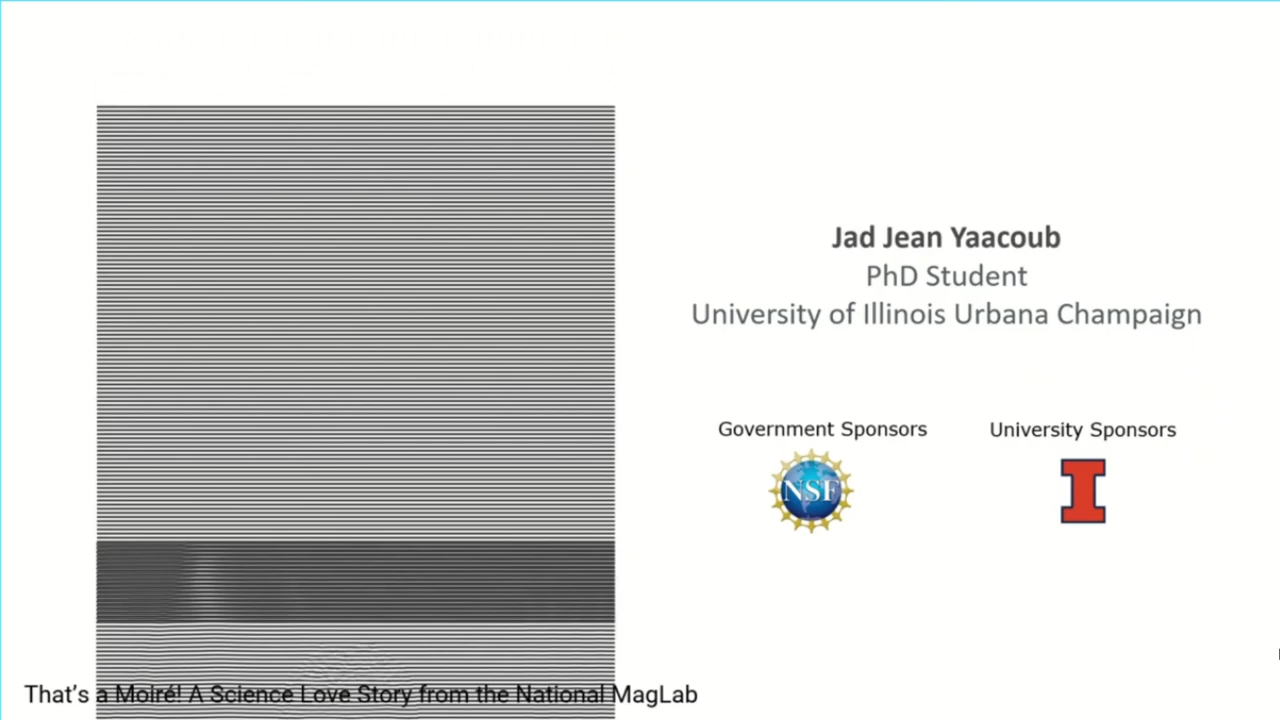 Jad Jean Yaacoub
PhD Student
University of Illinois Urbana Champaign
Government Sponsors
University Sponsors
NSF
I
That's a Moiré! A Science Love Story from the National MagLab